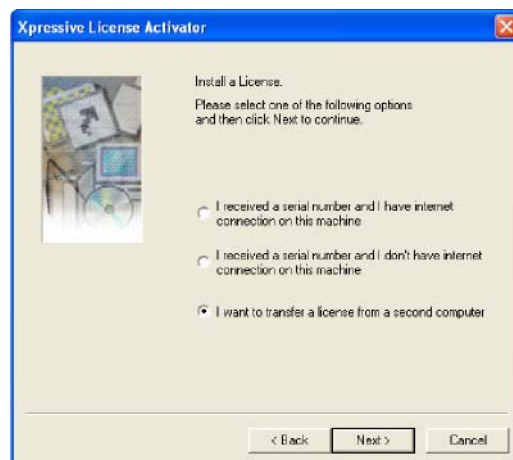 Xpressive License Activator
Install a License.
Please select one of the following options
and then click Next to continue.
I received a serial number and I have internet
connection on this machine
I received a serial number and I don't have internet
connection on this machine
I want to transfer a license from a second computer
< Back
Next >
Cancel